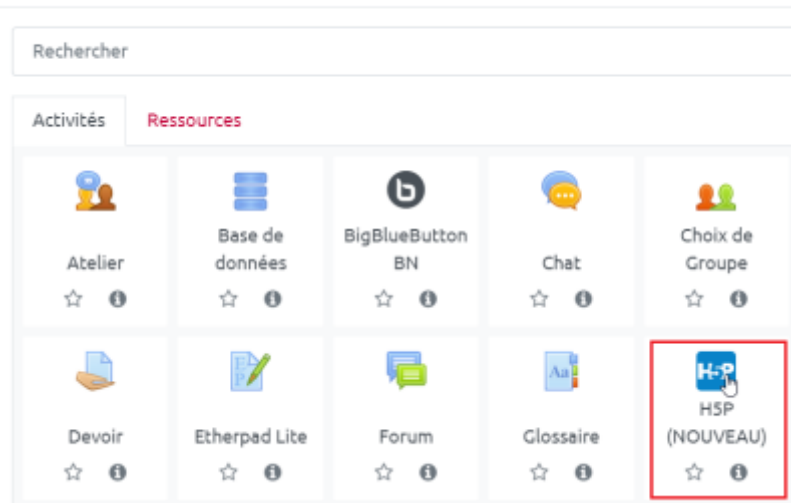 Rechercher
Activités Ressources
Atelier
Base de
données
BigBlueButton
BN
Chat
Choix de
Groupe
Devoir
Etherpad Lite
Forum
Aa
Glossaire
H5P
H5P
(NOUVEAU)